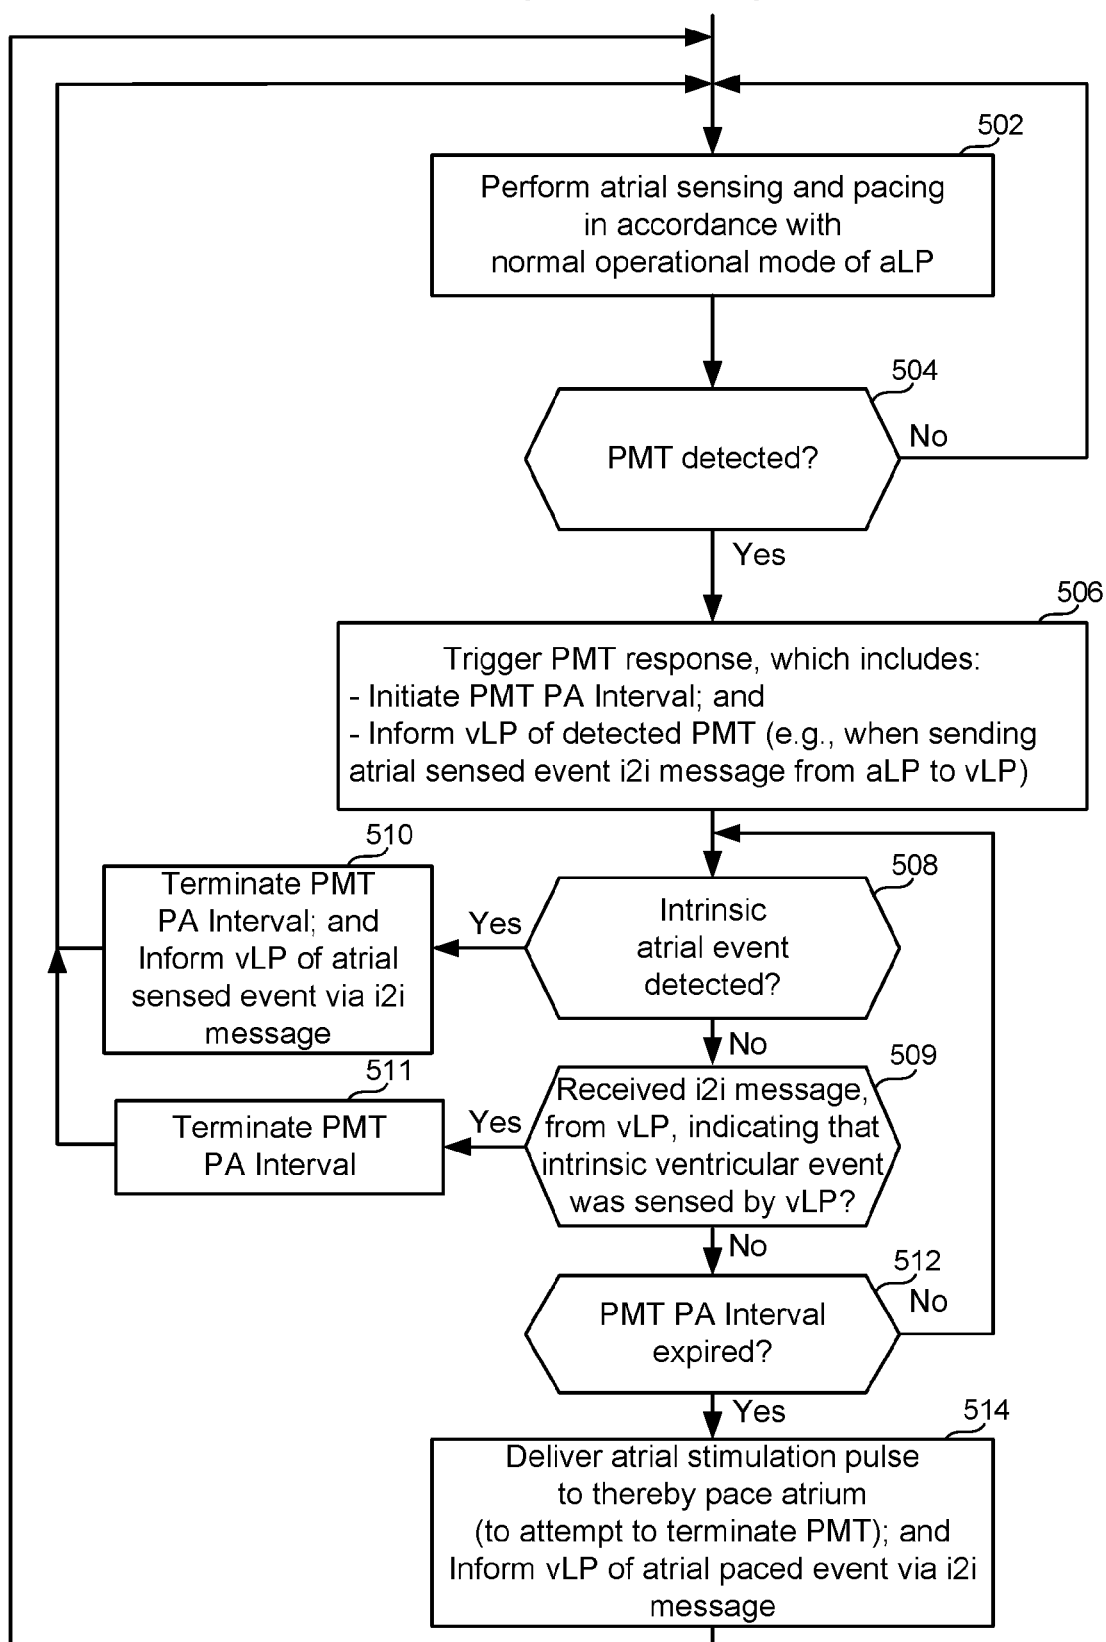 502
Perform atrial sensing and pacing
in accordance with
normal operational mode of aLP
504
PMT detected?
No
Yes
506
Trigger PMT response, which includes:
- Initiate PMT PA Interval; and
- Inform vLP of detected PMT (e.g., when sending
atrial sensed event i2i message from aLP to vLP)
508
Intrinsic
atrial event
detected?
Yes
510
Terminate PMT
PA Interval; and
Inform vLP of atrial
sensed event via i2i
message
No
509
Received i2i message,
from vLP, indicating that
intrinsic ventricular event
was sensed by vLP?
Yes
511
Terminate PMT
PA Interval
No
512
PMT PA Interval
expired?
No
Yes
514
Deliver atrial stimulation pulse
to thereby pace atrium
(to attempt to terminate PMT); and
Inform vLP of atrial paced event via i2i
message